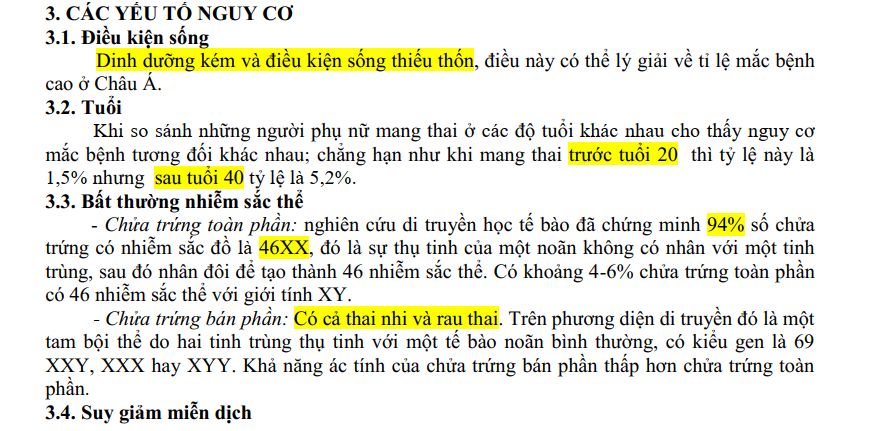 3. CÁC YẾU TỐ NGUY CƠ
3.1. Điều kiện sống
Dinh dưỡng kém và điều kiện sống thiếu thốn, điều này có thể lý giải về tỉ lệ mắc bệnh
cao ở Châu Á.
3.2. Tuổi
Khi so sánh những người phụ nữ mang thai ở các độ tuổi khác nhau cho thấy nguy cơ
mắc bệnh tương đối khác nhau; chẳng hạn như khi mang thai trước tuổi 20 thì tỷ lệ này là
1,5% nhưng sau tuổi 40 tỷ lệ là 5,2%.
3.3. Bất thường nhiễm sắc thể
- Chửa trứng toàn phần: nghiên cứu di truyền học tế bào đã chứng minh 94% số chửa
trứng có nhiễm sắc đồ là 46XX, đó là sự thụ tinh của một noãn không có nhân với một tinh
trùng, sau đó nhân đôi để tạo thành 46 nhiễm sắc thể. Có khoảng 4-6% chửa trứng toàn phần
có 46 nhiễm sắc thể với giới tính XY.
- Chửa trứng bán phần: Có cả thai nhi và rau thai. Trên phương diện di truyền đó là một
tam bội thể do hai tinh trùng thụ tinh với một tế bào noãn bình thường, có kiểu gen là 69
XXY, XXX hay XYY. Khả năng ác tính của chửa trứng bán phần thấp hơn chửa trứng toàn
phần.
3.4. Suy giảm miễn dịch